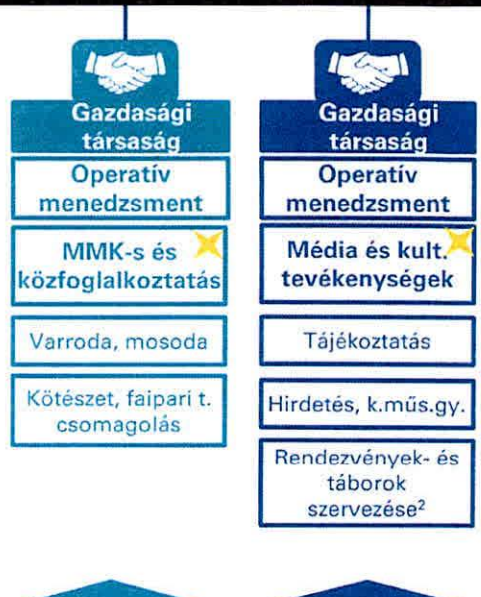 Gazdasági
társaság
Operatív
menedzsment
MMK-s és
közfoglalkoztatás
Varroda, mosoda
Kötészet, faipari t.
csomagolás
Gazdasági
társaság
Operatív
menedzsment
Média és kult.
tevékenységek
Tájékoztatás
Hirdetés, k.műs.gy.
Rendezvények- és
táborok
szervezése²